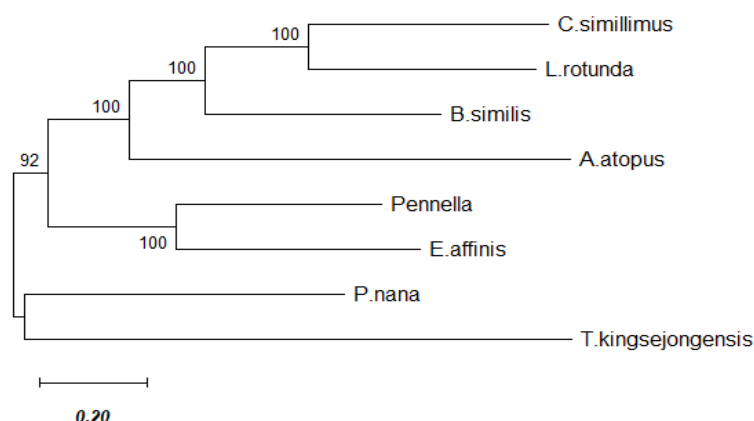 C.simillimus
100
L.rotunda
100
B.similis
100
A.atopus
92
Pennella
100
E.affinis
P.nana
T.kingsejongensis
0.20